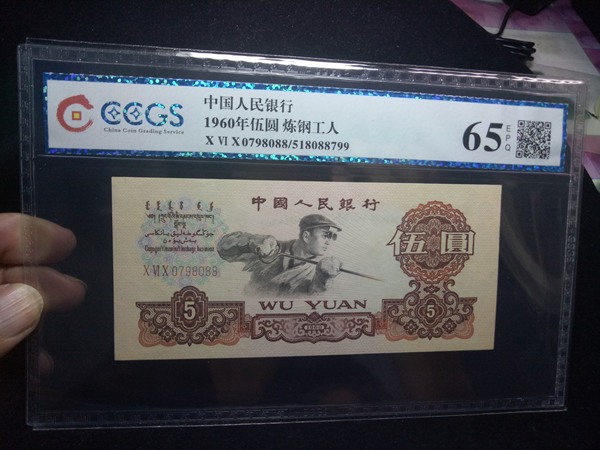 CCGS
China Coin Grading Service
中国人民银行
1960年伍圆 炼钢工人
X VI X 0798088/518088799
65 EPQ
中國人民銀行
伍圓
X VI X 0798088
WU YUAN
5
1960
5